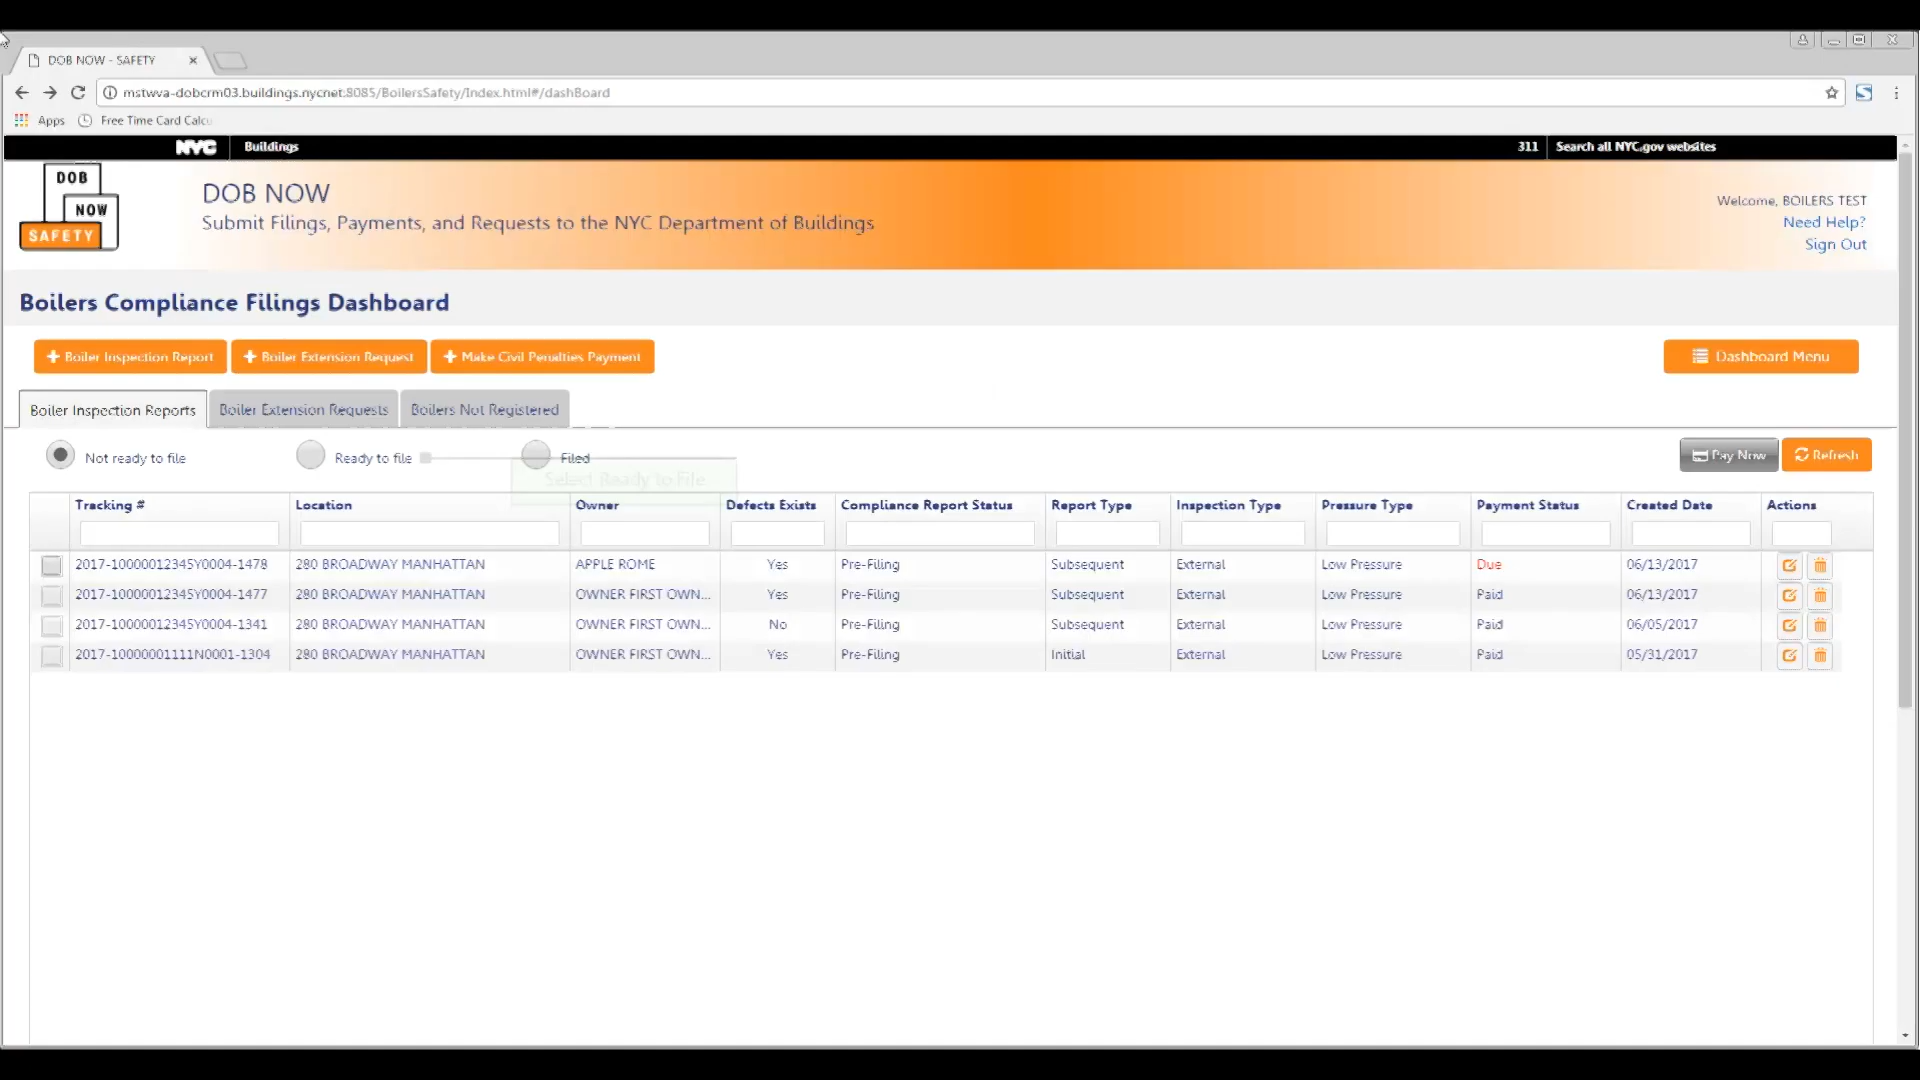 DOB NOW - SAFETY
mstwva-dobcrm03.buildings.nycnet:8085/BoilersSafety/Index.html#/dashBoard
Apps Free Time Card Calcu
NYC Buildings 311 Search all NYC.gov websites
DOB
NOW
SAFETY
DOB NOW
Submit Filings, Payments, and Requests to the NYC Department of Buildings
Welcome, BOILERS TEST
Need Help?
Sign Out
Boilers Compliance Filings Dashboard
Boiler Inspection Report Boiler Extension Request Make Civil Penalties Payment Dashboard Menu
Boiler Inspection Reports Boiler Extension Requests Boilers Not Registered
Not ready to file Ready to file Filed Pay Now Refresh
Select Ready to File
Tracking # Location Owner Defects Exists Compliance Report Status Report Type Inspection Type Pressure Type Payment Status Created Date Actions
2017-10000012345Y0004-1478 280 BROADWAY MANHATTAN APPLE ROME Yes Pre-Filing Subsequent External Low Pressure Due 06/13/2017
2017-10000012345Y0004-1477 280 BROADWAY MANHATTAN OWNER FIRST OWN... Yes Pre-Filing Subsequent External Low Pressure Paid 06/13/2017
2017-10000012345Y0004-1341 280 BROADWAY MANHATTAN OWNER FIRST OWN... No Pre-Filing Subsequent External Low Pressure Paid 06/05/2017
2017-10000001111N0001-1304 280 BROADWAY MANHATTAN OWNER FIRST OWN... Yes Pre-Filing Initial External Low Pressure Paid 05/31/2017